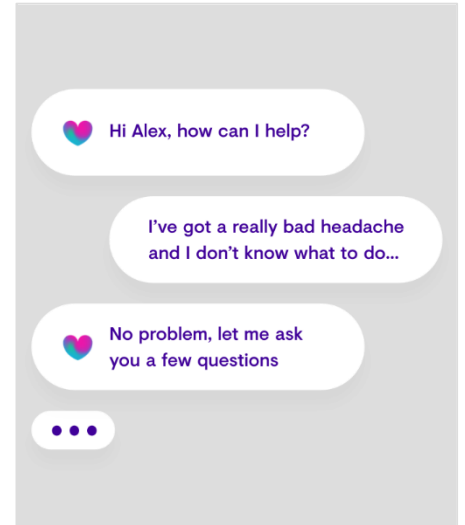 Hi Alex, how can I help?
I’ve got a really bad headache
and I don’t know what to do...
No problem, let me ask
you a few questions